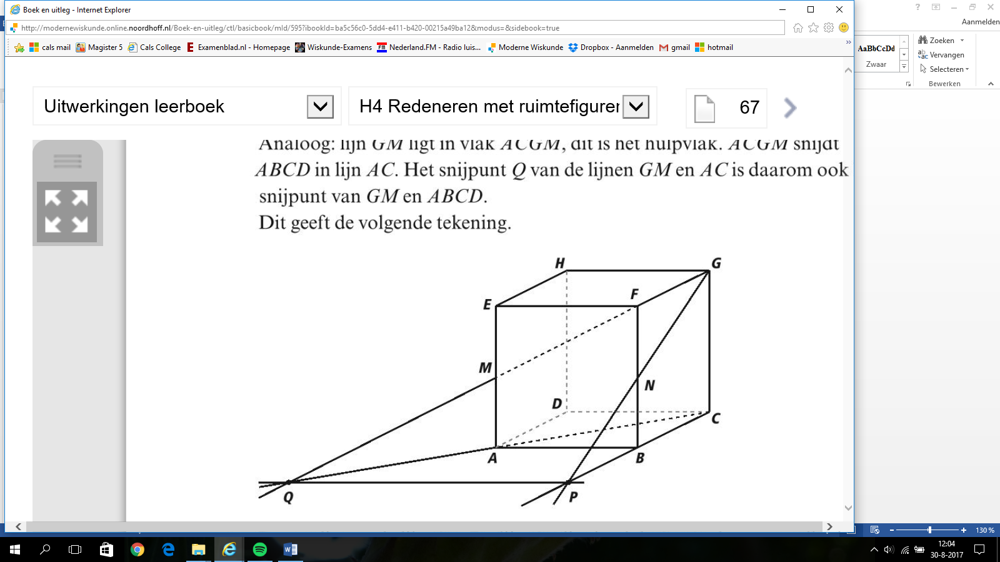 Boek en uitleg - Internet Explorer
http://modernewiskunde.online.noordhoff.nl/Boek-en-uitleg/ctl/basicbook/mld/595?ibookId=ba5c56c0-5dd4-e411-b420-00215a49ba12&modus=&sidebook=true
cals mail Magister 5 Cals College Examenblad.nl - Homepage Wiskunde-Examens Nederland.FM - Radio luis... Moderne Wiskunde Dropbox - Aanmelden gmail hotmail »
? Aanmelden
AaBbCcDd
Zwaar
Zoeken
Vervangen
Selecteren
Bewerken
Uitwerkingen leerboek H4 Redeneren met ruimtefiguren 67
Analoog: lijn GM ligt in vlak ACGM, dit is het hulpvlak. ACGM snijdt
ABCD in lijn AC. Het snijpunt Q van de lijnen GM en AC is daarom ook
snijpunt van GM en ABCD.
Dit geeft de volgende tekening.
H G
E F
M N
D C
A B
Q P
130 %
12:04
30-8-2017